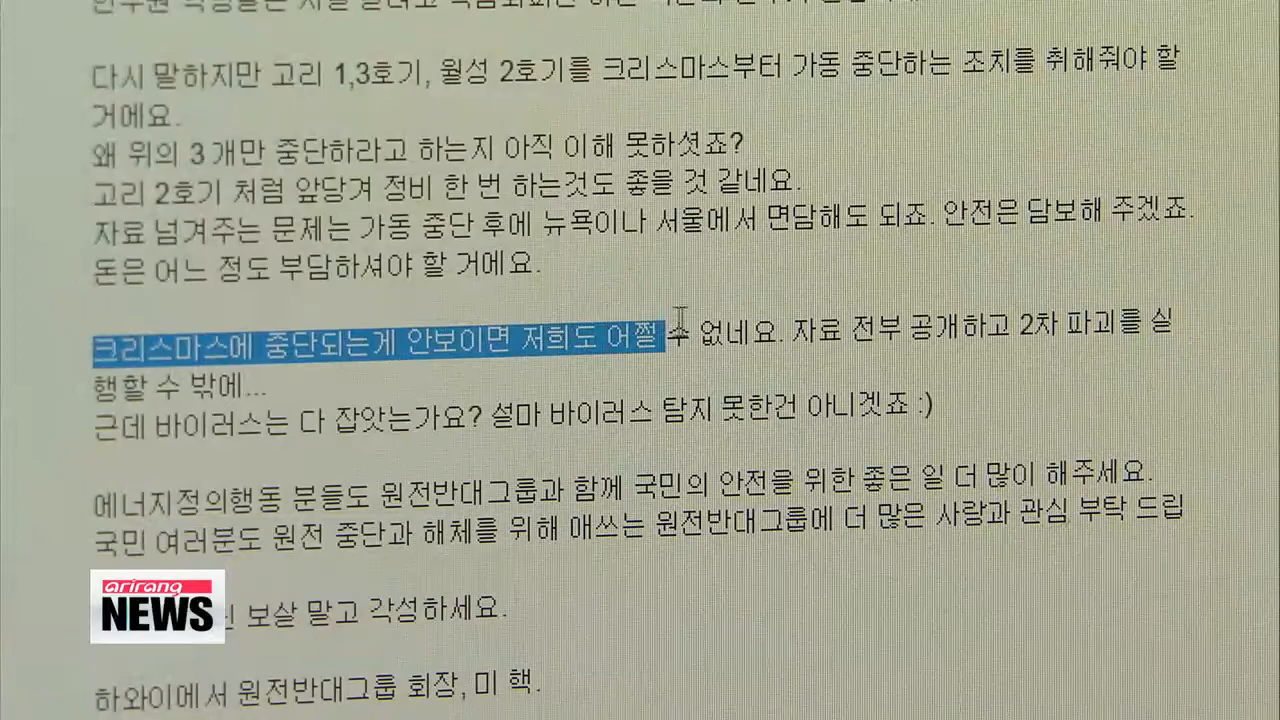 다시 말하지만 고리 1,3호기, 월성 2호기를 크리스마스부터 가동 중단하는 조치를 취해줘야 할
거에요.
왜 위의 3개만 중단하라고 하는지 아직 이해 못하셧죠?
고리 2호기 처럼 앞당겨 정비 한 번 하는것도 좋을 것 같네요.
자료 넘겨주는 문제는 가동 중단 후에 뉴욕이나 서울에서 면담해도 되죠. 안전은 담보해 주겠죠.
돈은 어느 정도 부담하셔야 할 거에요.
크리스마스에 중단되는게 안보이면 저희도 어쩔 수 없네요. 자료 전부 공개하고 2차 파괴를 실
행할 수 밖에...
근데 바이러스는 다 잡앗는가요? 설마 바이러스 탐지 못한건 아니겟죠 :)
에너지정의행동 분들도 원전반대그룹과 함께 국민의 안전을 위한 좋은 일 더 많이 해주세요.
국민 여러분도 원전 중단과 해체를 위해 애쓰는 원전반대그룹에 더 많은 사랑과 관심 부탁 드립
보살 말고 각성하세요.
하와이에서 원전반대그룹 회장, 미 핵.
arirang
NEWS